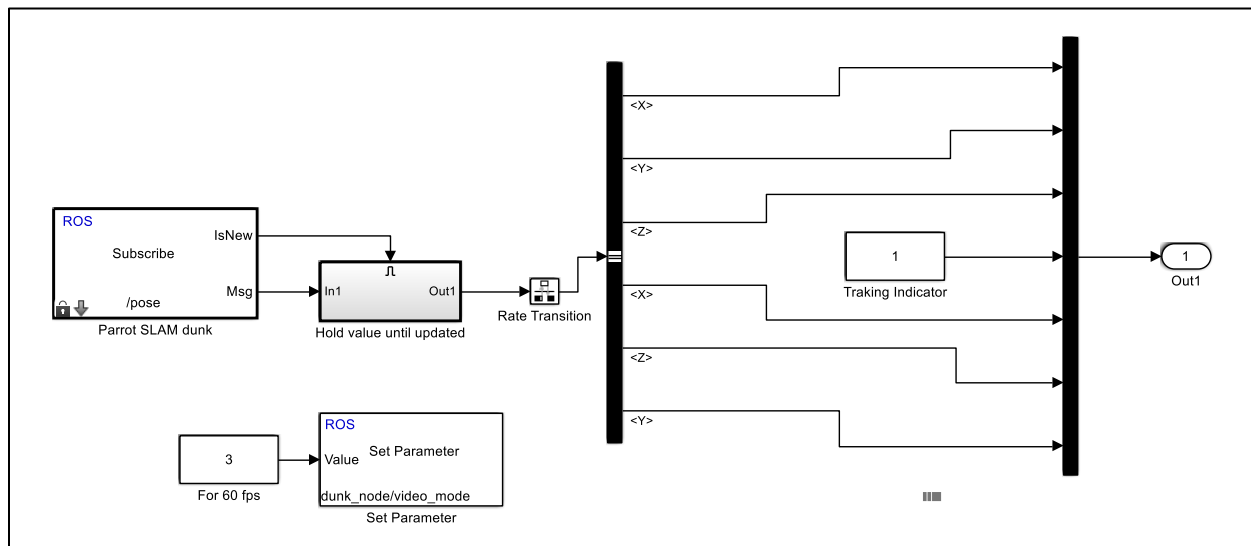 ROS
IsNew
Subscribe
Msg
/pose
Parrot SLAM dunk
In1
Out1
Hold value until updated
Rate Transition
<X>
<Y>
<Z>
<X>
<Z>
<Y>
1
Traking Indicator
1
Out1
3
For 60 fps
ROS
Set Parameter
Value
dunk_node/video_mode
Set Parameter